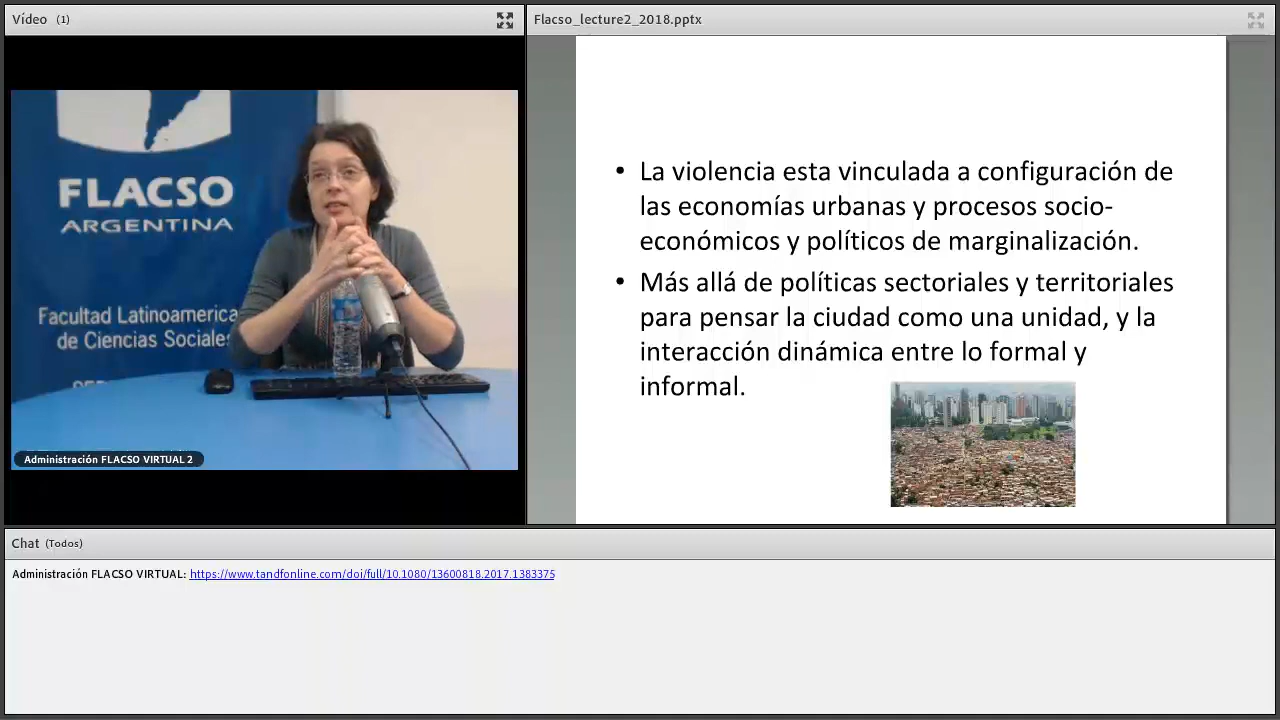 Vídeo (1)
FLACSO
ARGENTINA
Facultad Latinoamerica
de Ciencias Sociales
Administración FLACSO VIRTUAL 2
Flacso_lecture2_2018.pptx
• La violencia esta vinculada a configuración de
las economías urbanas y procesos socio-
económicos y políticos de marginalización.
• Más allá de políticas sectoriales y territoriales
para pensar la ciudad como una unidad, y la
interacción dinámica entre lo formal y
informal.
Chat (Todos)
Administración FLACSO VIRTUAL: https://www.tandfonline.com/doi/full/10.1080/13600818.2017.1383375